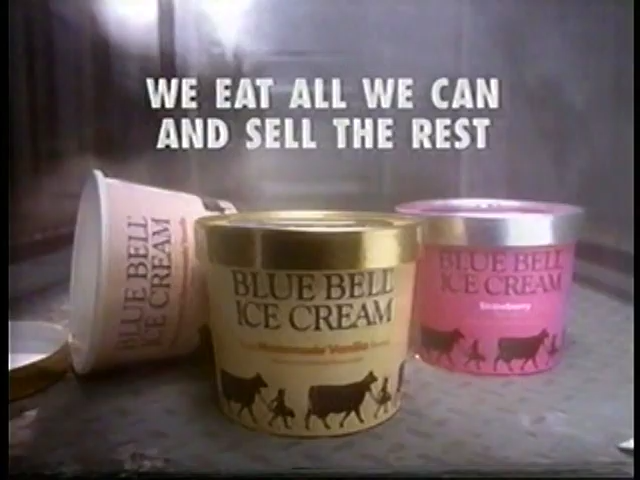 WE EAT ALL WE CAN
AND SELL THE REST
BLUE BELL
ICE CREAM
BLUE BELL
ICE CREAM
Homemade Vanilla
BLUE BELL
ICE CREAM
Strawberry